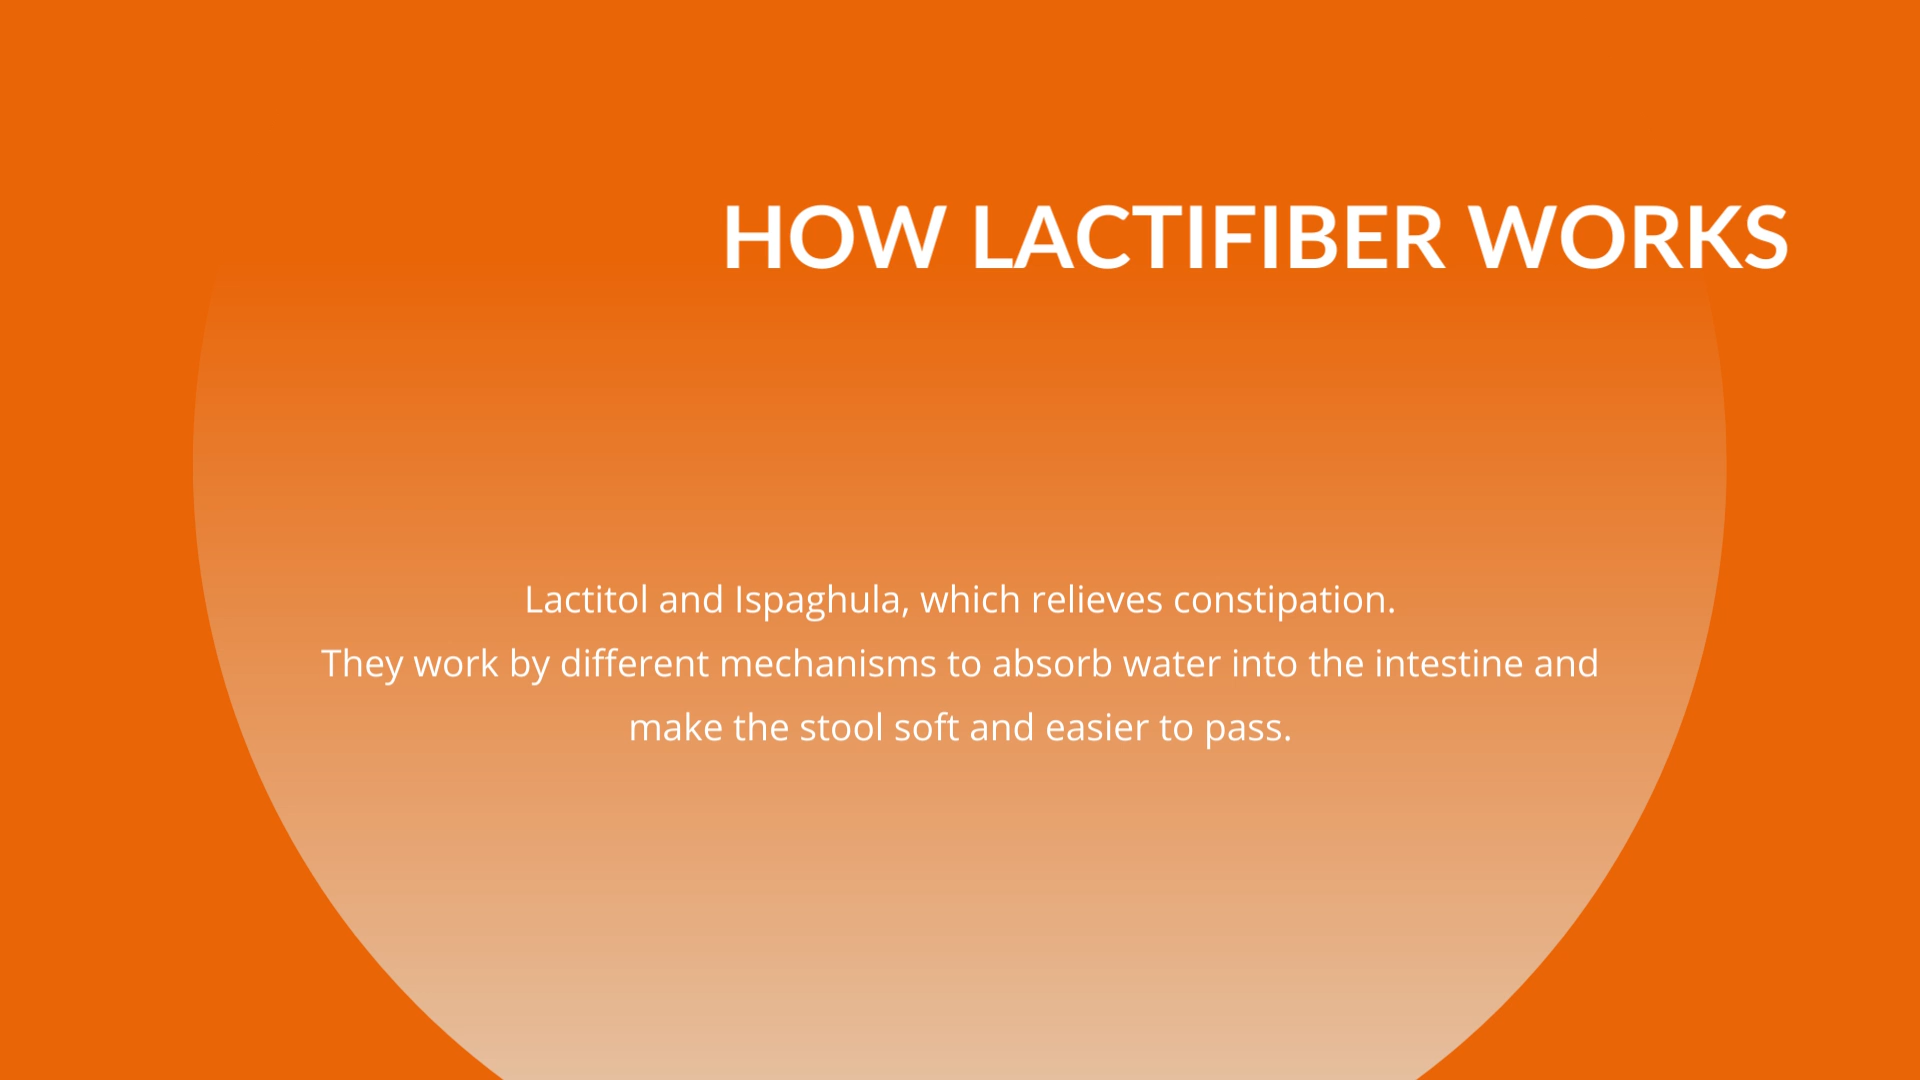 HOW LACTIFIBER WORKS
Lactitol and Ispaghula, which relieves constipation.
They work by different mechanisms to absorb water into the intestine and
make the stool soft and easier to pass.